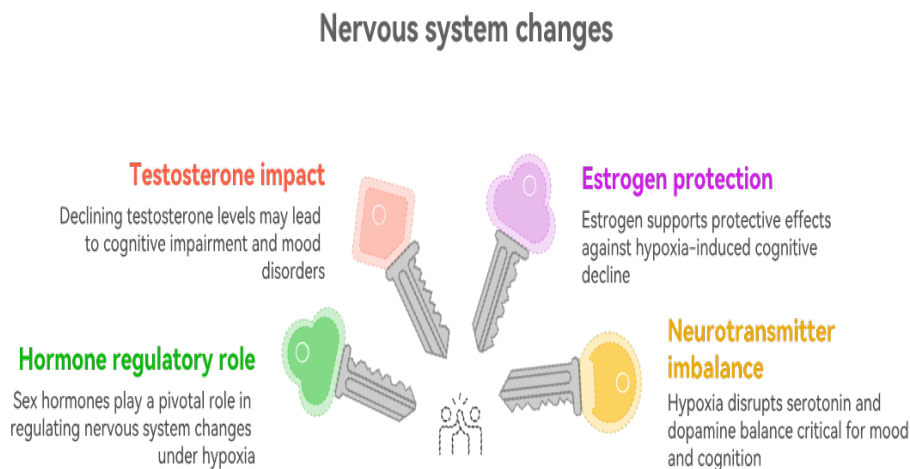 Nervous system changes
Testosterone impact
Declining testosterone levels may lead
to cognitive impairment and mood
disorders
Estrogen protection
Estrogen supports protective effects
against hypoxia-induced cognitive
decline
Hormone regulatory role
Sex hormones play a pivotal role in
regulating nervous system changes
under hypoxia
Neurotransmitter
imbalance
Hypoxia disrupts serotonin and
dopamine balance critical for mood
and cognition